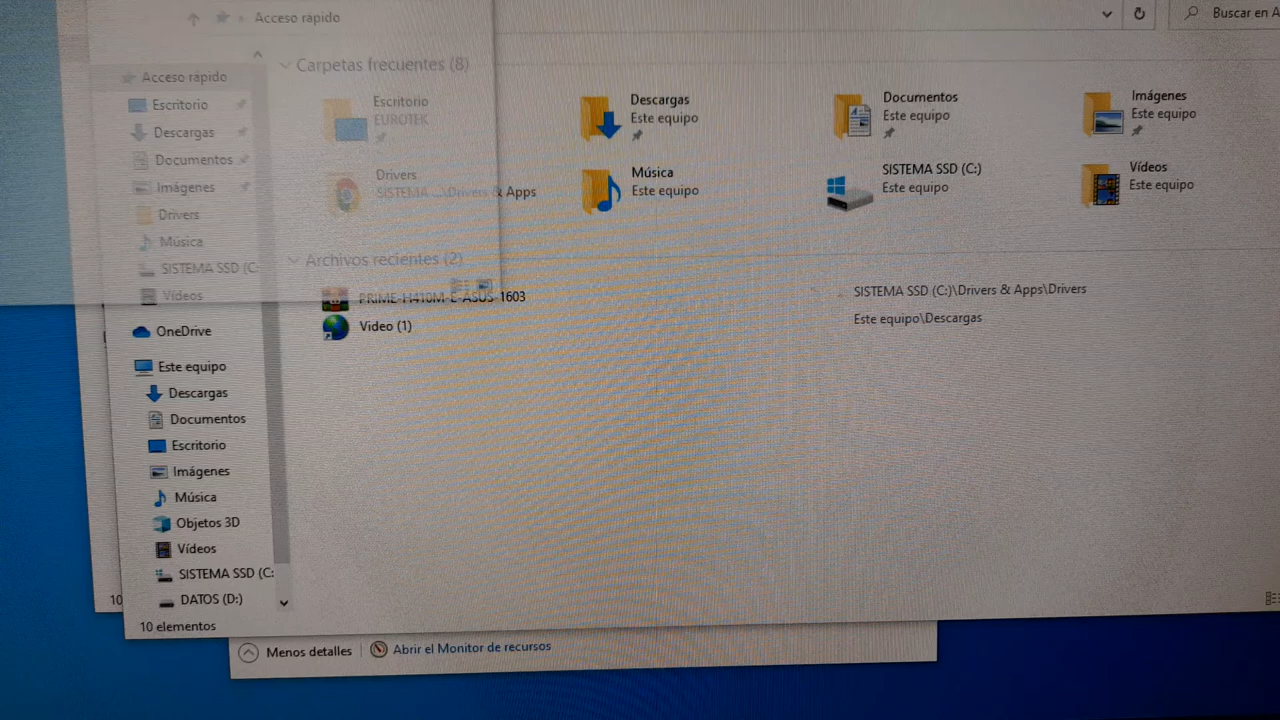 Acceso rápido
Buscar en A
Acceso rápido
Escritorio
Descargas
Documentos
Imágenes
Drivers
Música
SISTEMA SSD (C:
Vídeos
OneDrive
Este equipo
Descargas
Documentos
Escritorio
Imágenes
Música
Objetos 3D
Vídeos
SISTEMA SSD (C:
DATOS (D:)
Carpetas frecuentes (8)
Escritorio
EUROTEK
Descargas
Este equipo
Documentos
Este equipo
Imágenes
Este equipo
Drivers
SISTEMA ...\Drivers & Apps
Música
Este equipo
SISTEMA SSD (C:)
Este equipo
Vídeos
Este equipo
Archivos recientes (2)
PRIME-H410M-E-ASUS-1603
SISTEMA SSD (C:)\Drivers & Apps\Drivers
Video (1)
Este equipo\Descargas
10
10 elementos
Menos detalles
Abrir el Monitor de recursos